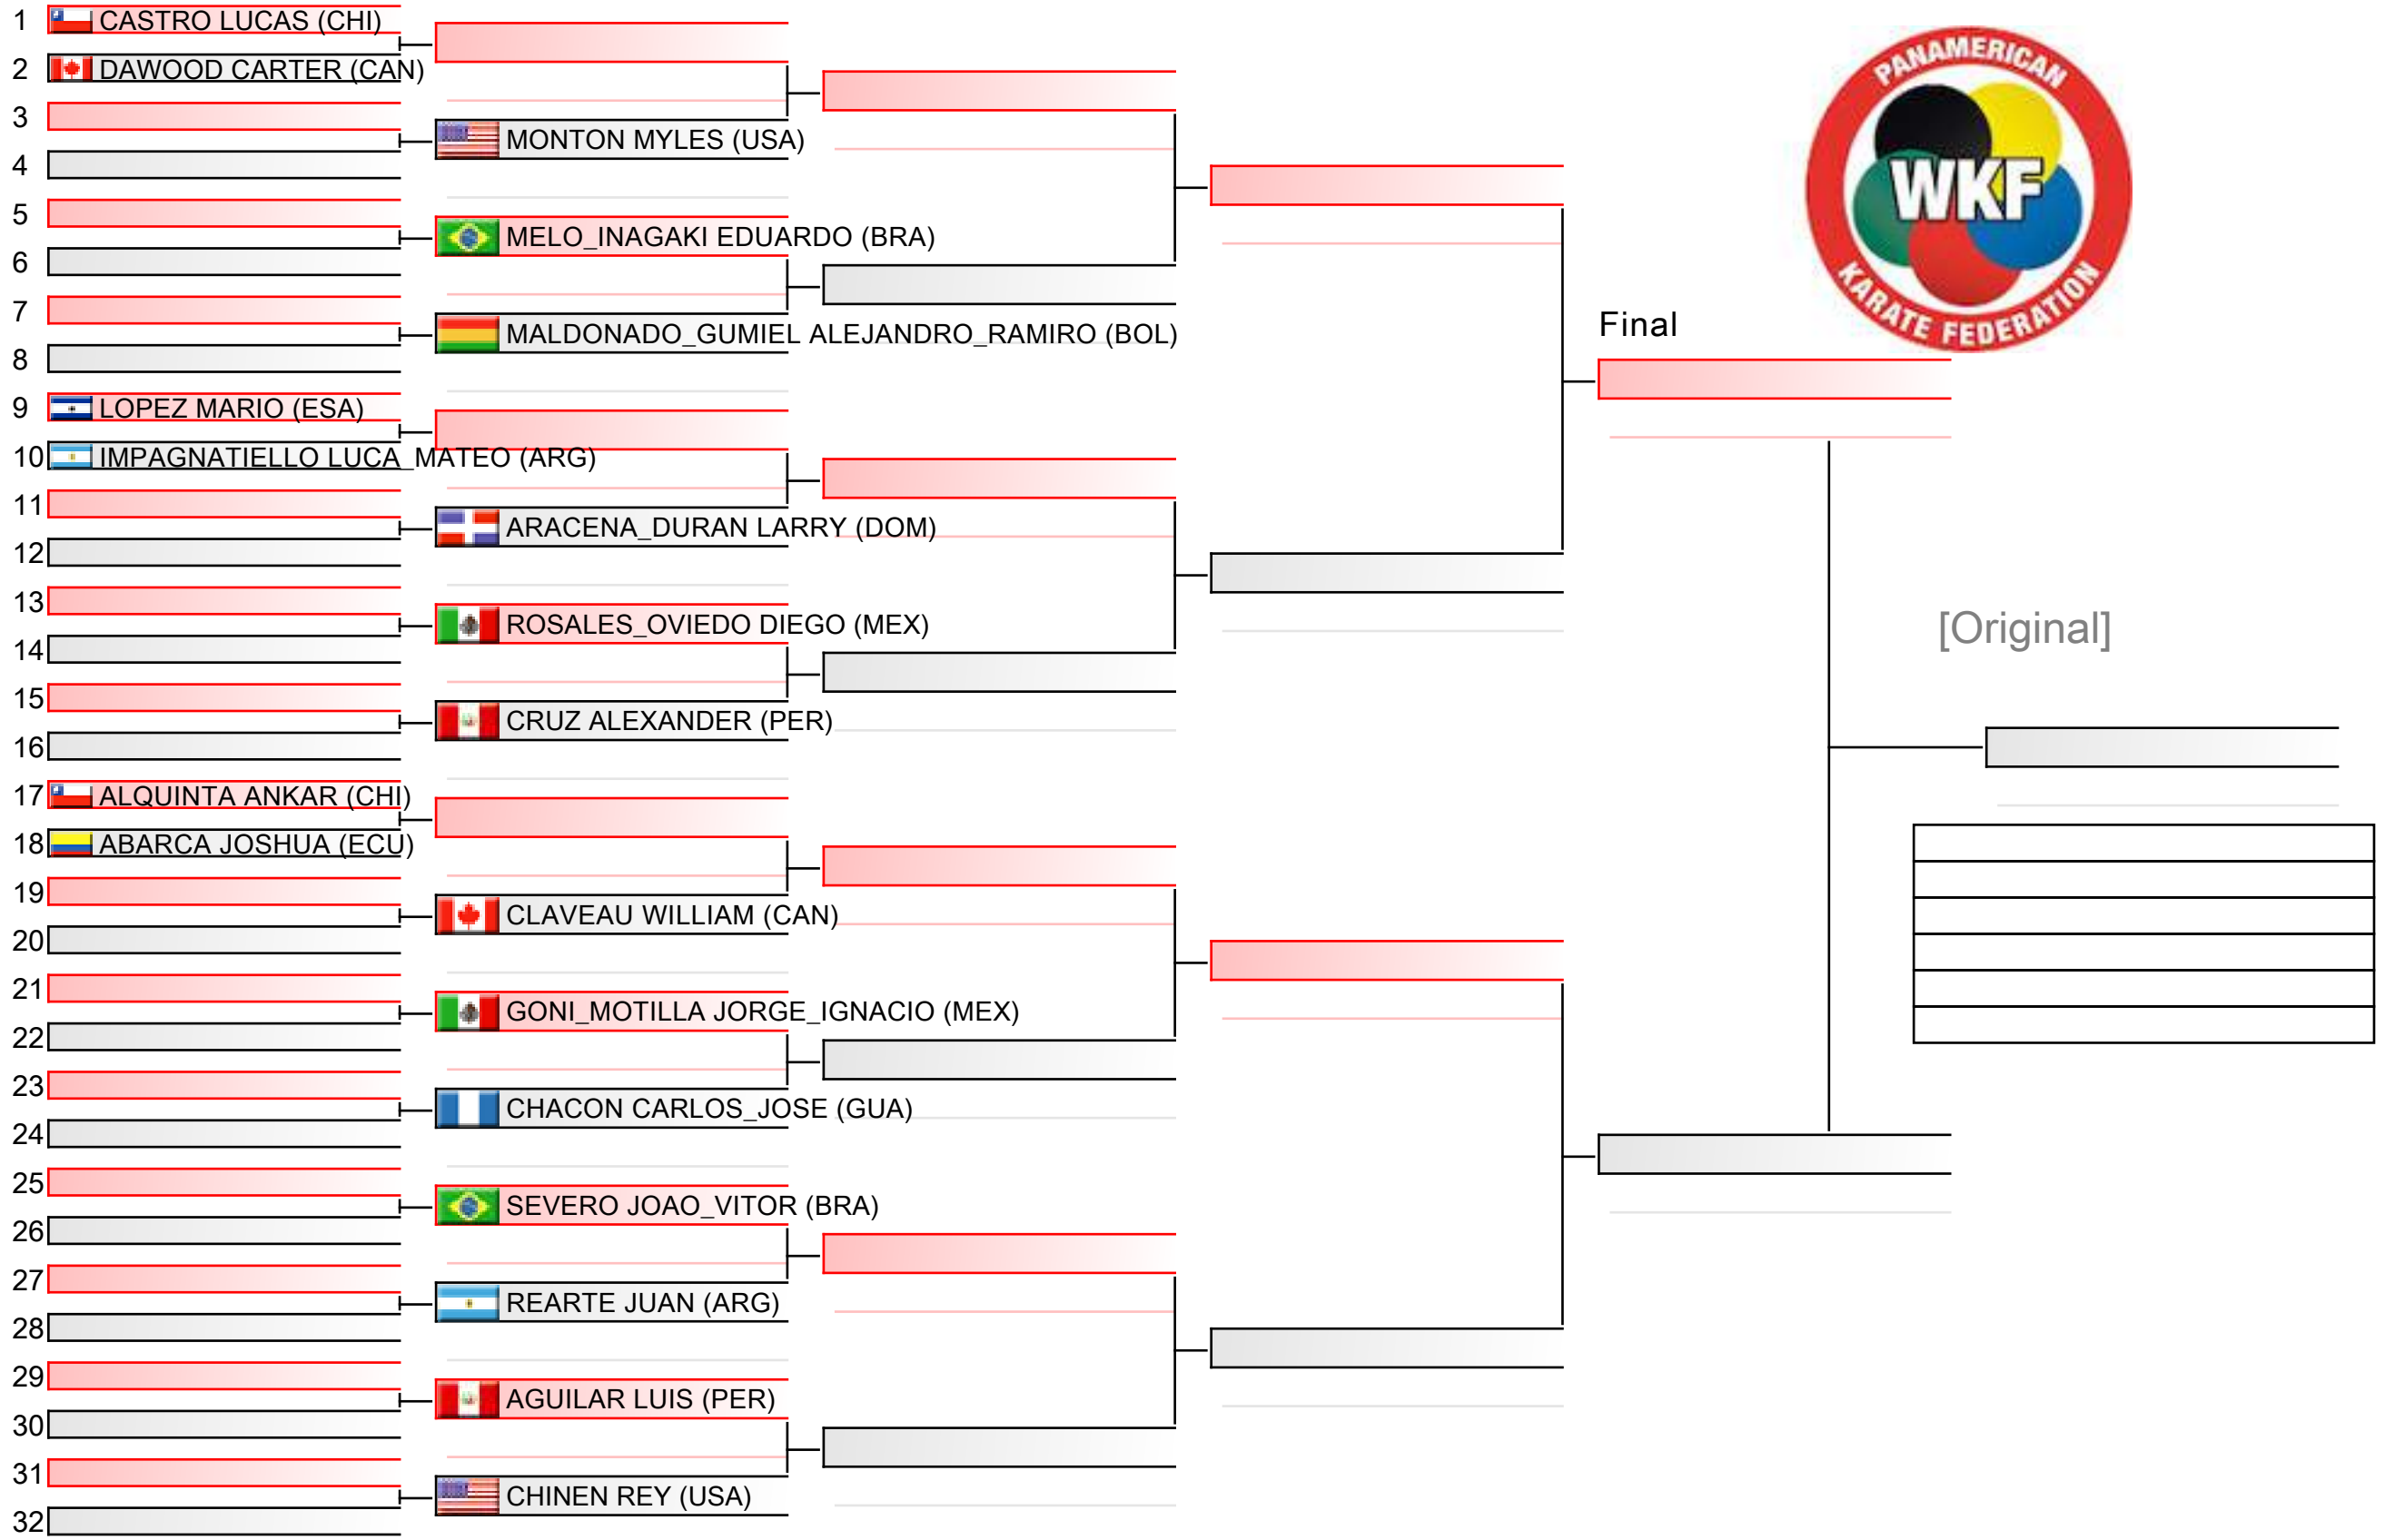 1 CASTRO LUCAS (CHI)
2 DAWOOD CARTER (CAN)
3
MONTON MYLES (USA)
4
5
MELO_INAGAKI EDUARDO (BRA)
6
7
MALDONADO_GUMIEL ALEJANDRO_RAMIRO (BOL)
8
9 LOPEZ MARIO (ESA)
10 IMPAGNATIELLO LUCA_MATEO (ARG)
11
ARACENA_DURAN LARRY (DOM)
12
13
ROSALES_OVIEDO DIEGO (MEX)
14
15
CRUZ ALEXANDER (PER)
16
17 ALQUINTA ANKAR (CHI)
18 ABARCA JOSHUA (ECU)
19
CLAVEAU WILLIAM (CAN)
20
21
GONI_MOTILLA JORGE_IGNACIO (MEX)
22
23
CHACON CARLOS_JOSE (GUA)
24
25
SEVERO JOAO_VITOR (BRA)
26
27
REARTE JUAN (ARG)
28
29
AGUILAR LUIS (PER)
30
31
CHINEN REY (USA)
32
Final
PANAMERICAN
WKF
KARATE FEDERATION
[Original]